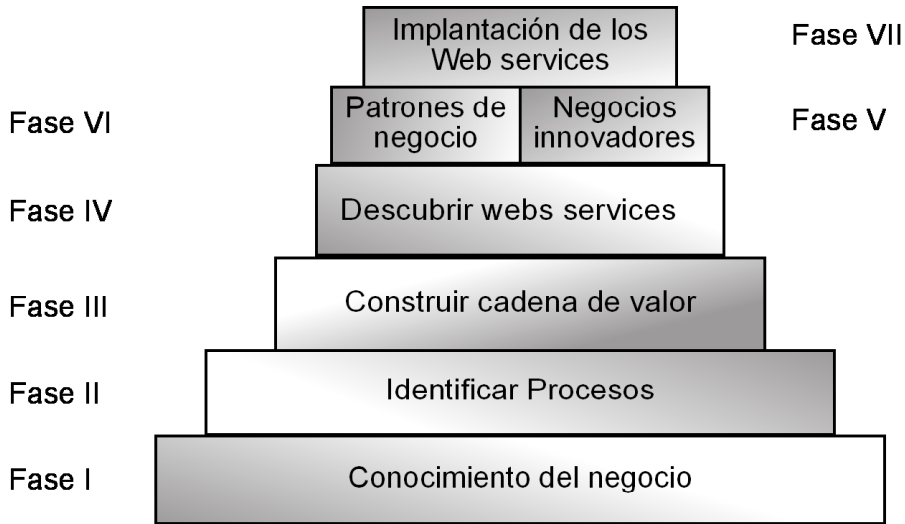 Implantación de los
Web services
Fase VII
Fase VI
Patrones de
negocio
Negocios
innovadores
Fase V
Fase IV
Descubrir webs services
Fase III
Construir cadena de valor
Fase II
Identificar Procesos
Fase I
Conocimiento del negocio